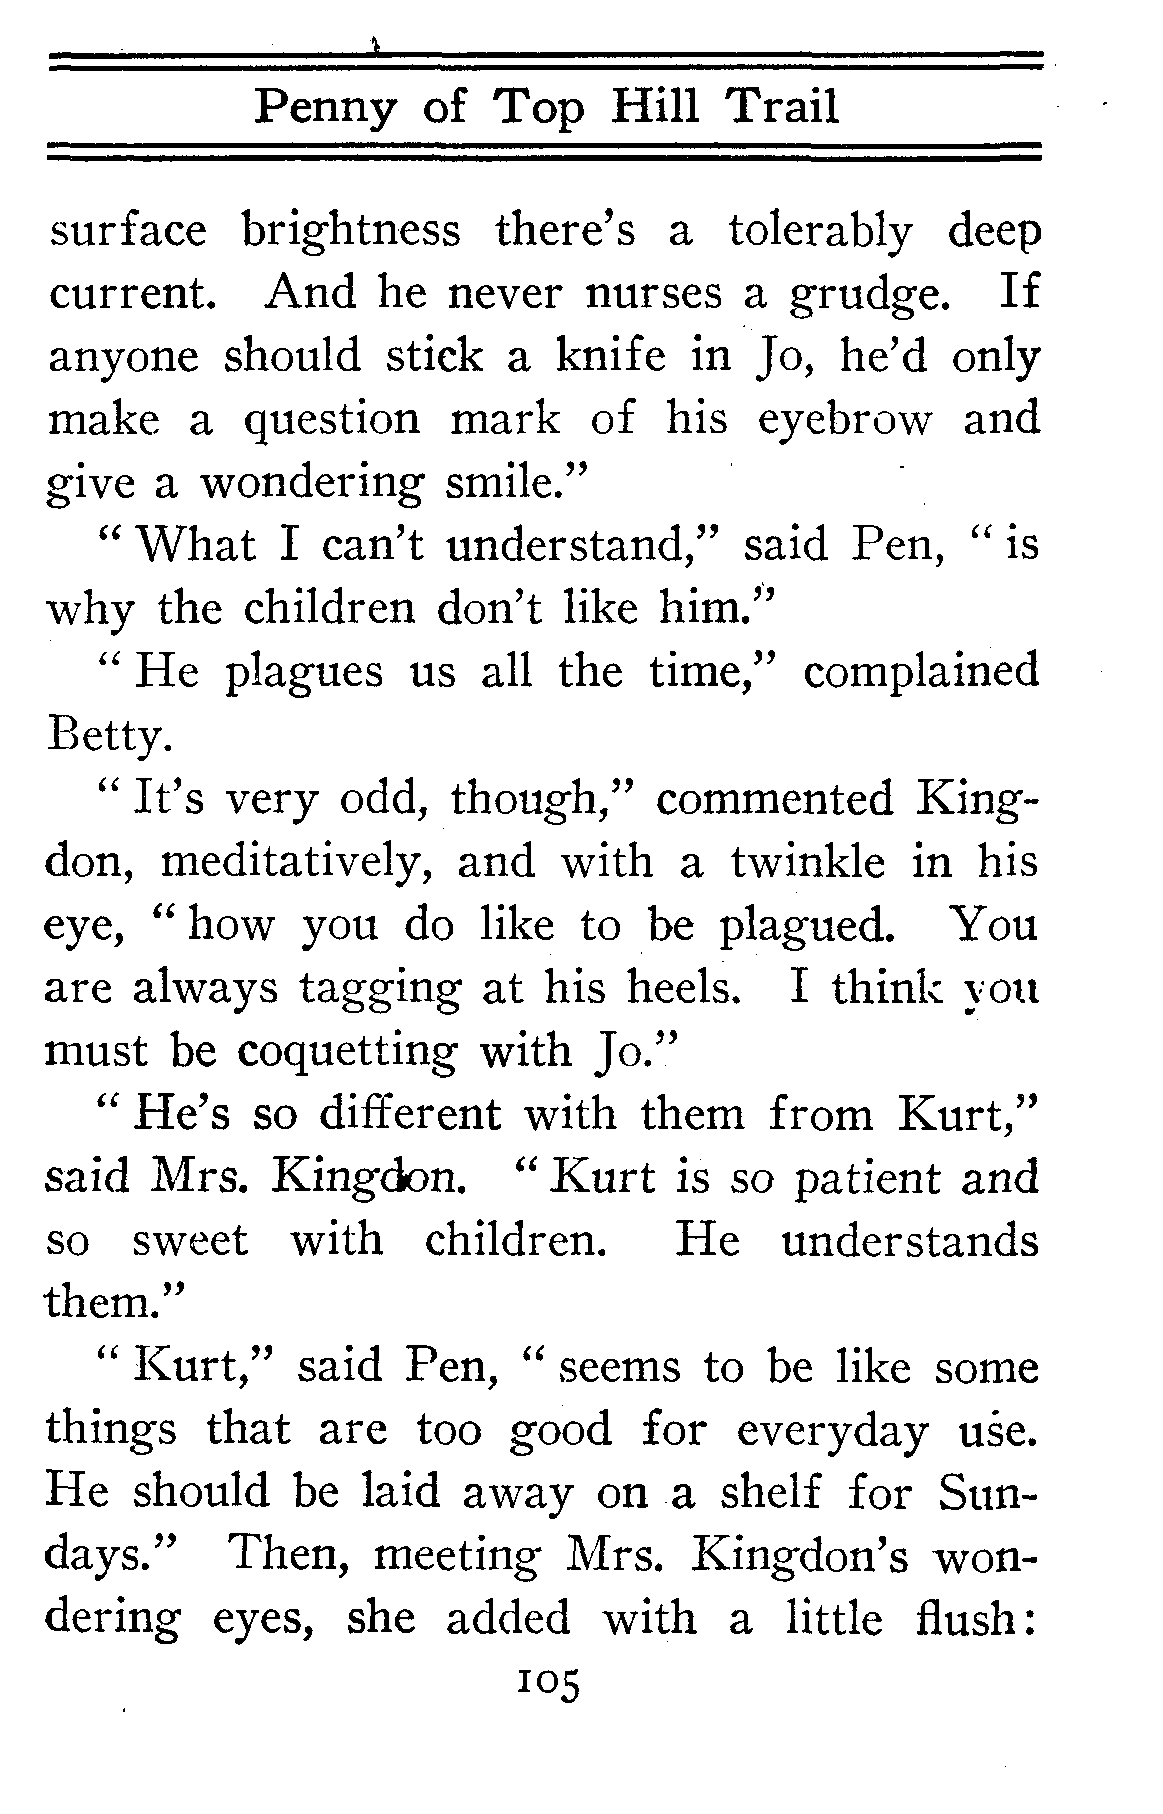 Penny of Top Hill Trail
surface brightness there's a tolerably deep
current. And he never nurses a grudge. If
anyone should stick a knife in Jo, he'd only
make a question mark of his eyebrow and
give a wondering smile."
" What I can't understand," said Pen, " is
why the children don't like him."
" He plagues us all the time," complained
Betty.
" It's very odd, though," commented King-
don, meditatively, and with a twinkle in his
eye, " how you do like to be plagued. You
are always tagging at his heels. I think you
must be coquetting with Jo."
" He's so different with them from Kurt,"
said Mrs. Kingdon. " Kurt is so patient and
so sweet with children. He understands
them."
" Kurt," said Pen, " seems to be like some
things that are too good for everyday use.
He should be laid away on a shelf for Sun-
days." Then, meeting Mrs. Kingdon's won-
dering eyes, she added with a little flush:
105